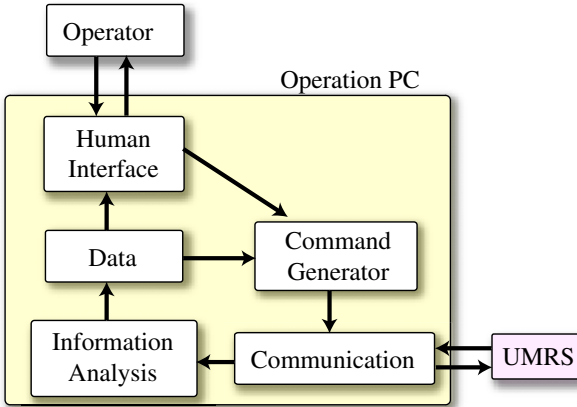 Operator
Operation PC
Human
Interface
Data
Command
Generator
Information
Analysis
Communication
UMRS